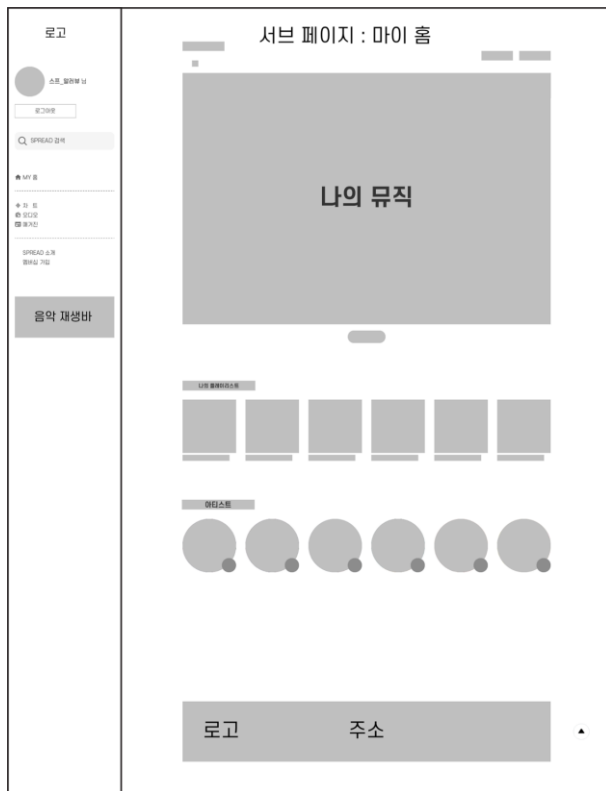 로고
서브 페이지 : 마이 홈
스프_렐러뷰 님
로그아웃
SPREAD 검색
MY 홈
차 트
오디오
매거진
SPREAD 소개
멤버십 가입
음악 재생바
나의 뮤직
나의 플레이리스트
아티스트
로고
주소